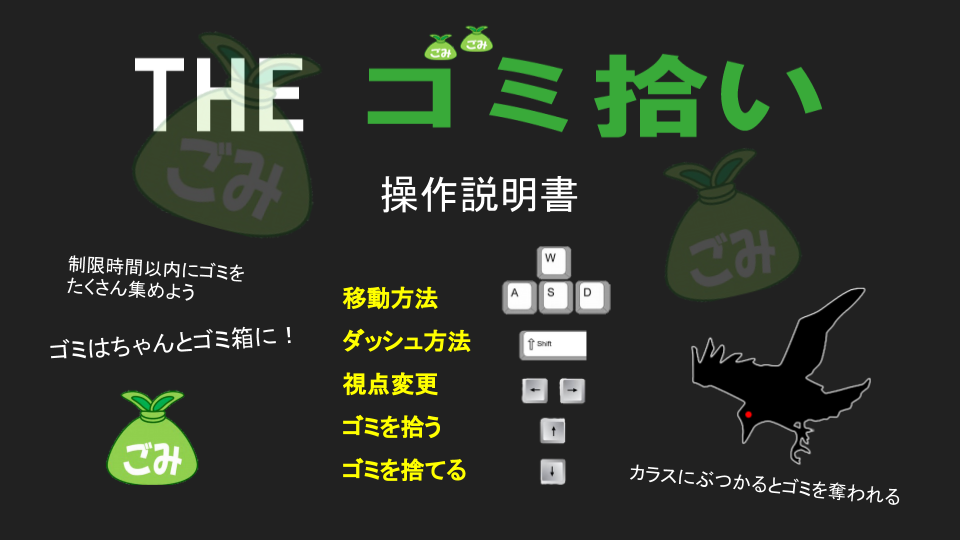 THE ゴミ拾い
ごみ
ごみ
ごみ
ごみ
操作説明書
制限時間以内にゴミを
たくさん集めよう
ゴミはちゃんとゴミ箱に！
ごみ
移動方法
W
A S D
ダッシュ方法
⇧ Shift
視点変更
← →
ゴミを拾う
↑
ゴミを捨てる
↓
カラスにぶつかるとゴミを奪われる